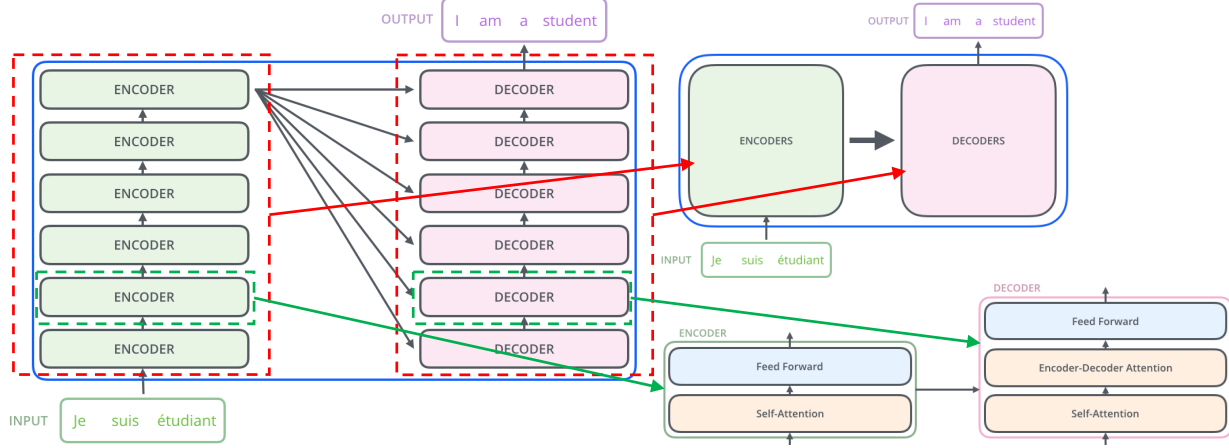 OUTPUT I am a student
ENCODER
ENCODER
ENCODER
ENCODER
ENCODER
ENCODER
INPUT Je suis étudiant
DECODER
DECODER
DECODER
DECODER
DECODER
DECODER
OUTPUT I am a student
ENCODERS
DECODERS
INPUT Je suis étudiant
ENCODER
Feed Forward
Self-Attention
DECODER
Feed Forward
Encoder-Decoder Attention
Self-Attention